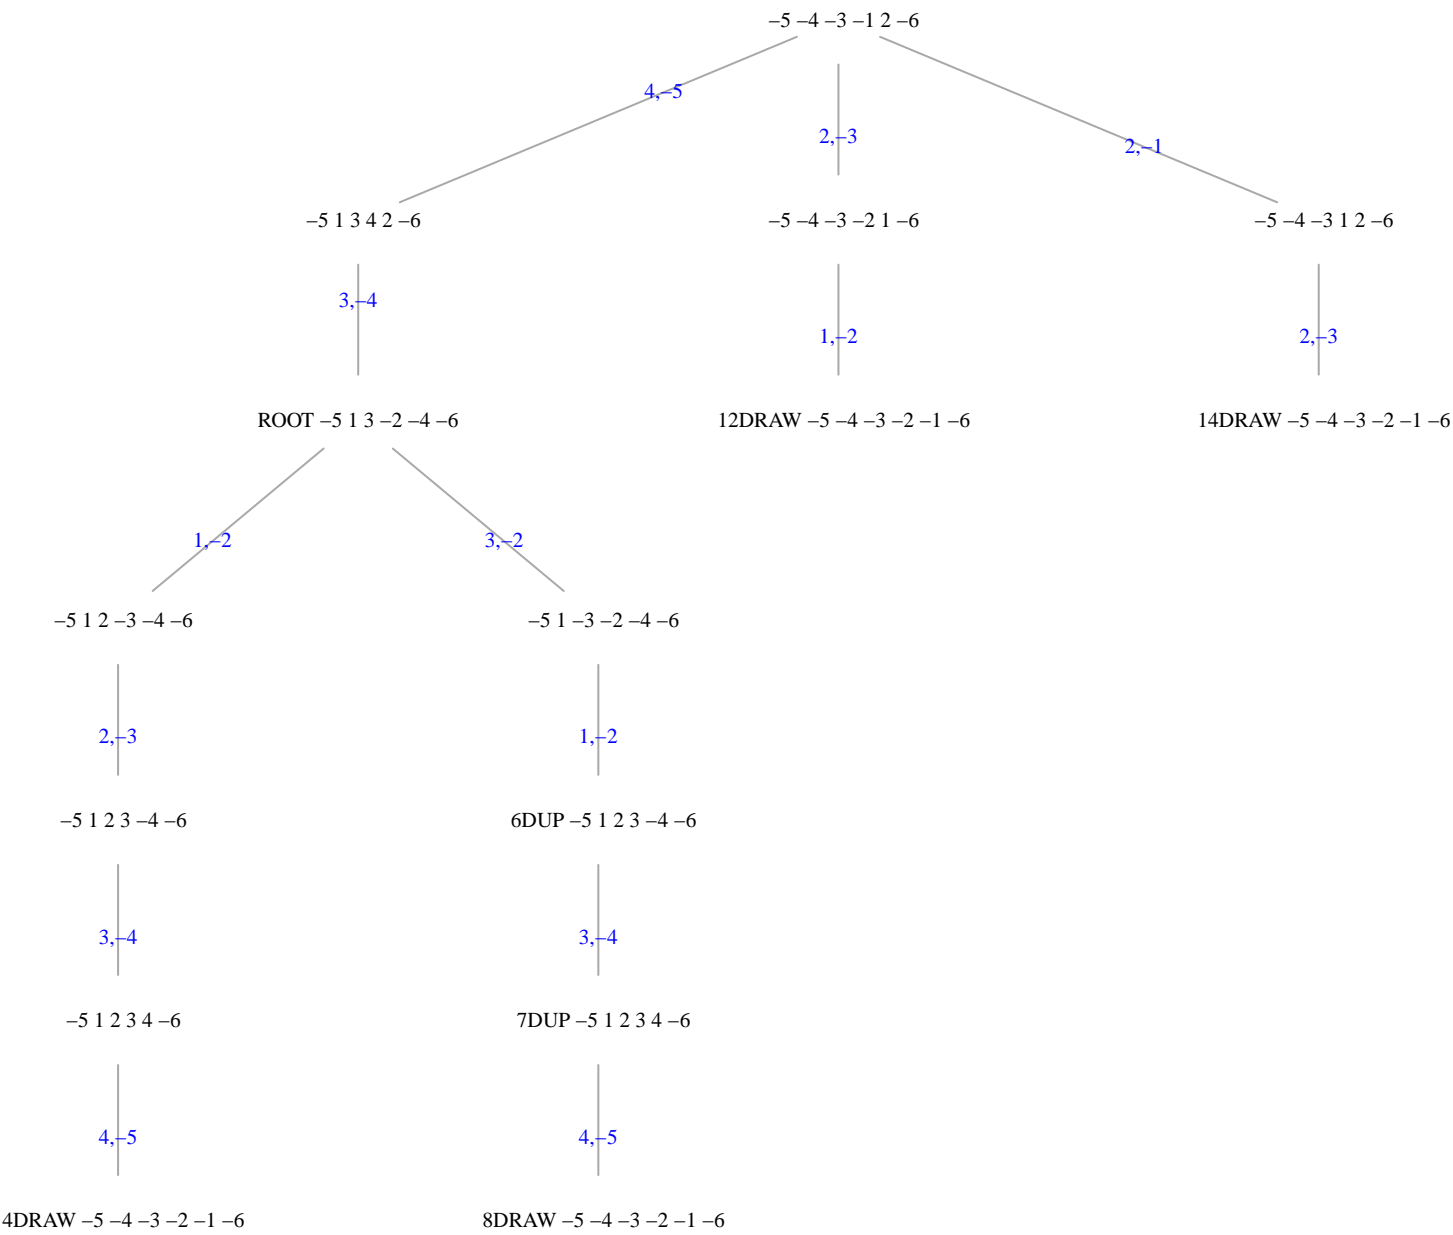 –5 –4 –3 –1 2 –6
4,–5
2,–3
2,–1
–5 1 3 4 2 –6
–5 –4 –3 –2 1 –6
–5 –4 –3 1 2 –6
3,–4
1,–2
2,–3
ROOT –5 1 3 –2 –4 –6
12DRAW –5 –4 –3 –2 –1 –6
14DRAW –5 –4 –3 –2 –1 –6
1,–2
3,–2
–5 1 2 –3 –4 –6
–5 1 –3 –2 –4 –6
2,–3
1,–2
–5 1 2 3 –4 –6
6DUP –5 1 2 3 –4 –6
3,–4
3,–4
–5 1 2 3 4 –6
7DUP –5 1 2 3 4 –6
4,–5
4,–5
4DRAW –5 –4 –3 –2 –1 –6
8DRAW –5 –4 –3 –2 –1 –6